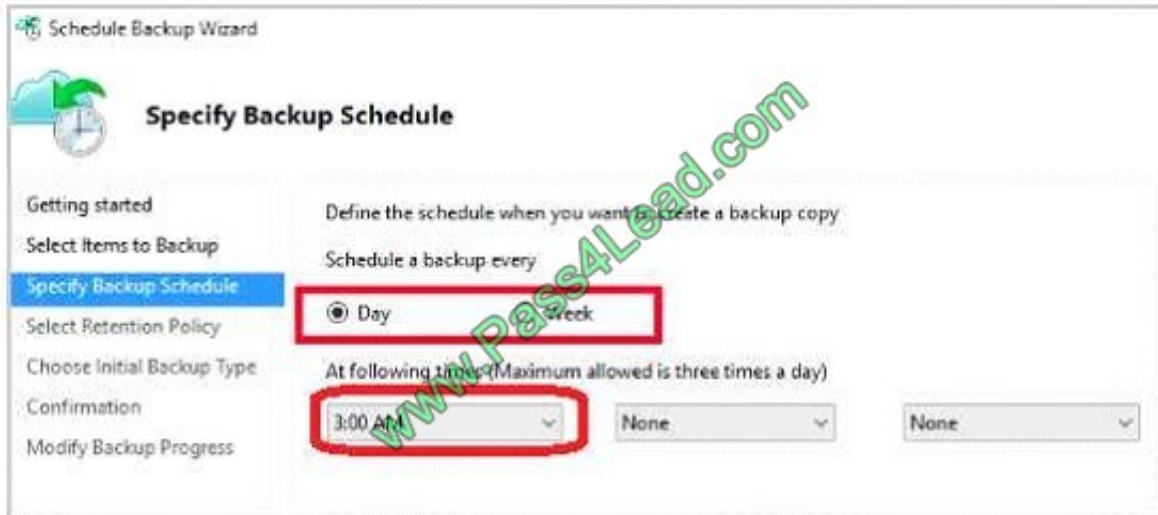 Schedule Backup Wizard
Specify Backup Schedule
Getting started
Select Items to Backup
Specify Backup Schedule
Select Retention Policy
Choose Initial Backup Type
Confirmation
Modify Backup Progress
Define the schedule when you want to create a backup copy
Schedule a backup every
Day Week
At following times (Maximum allowed is three times a day)
3:00 AM None None
www.Pass4Lead.com